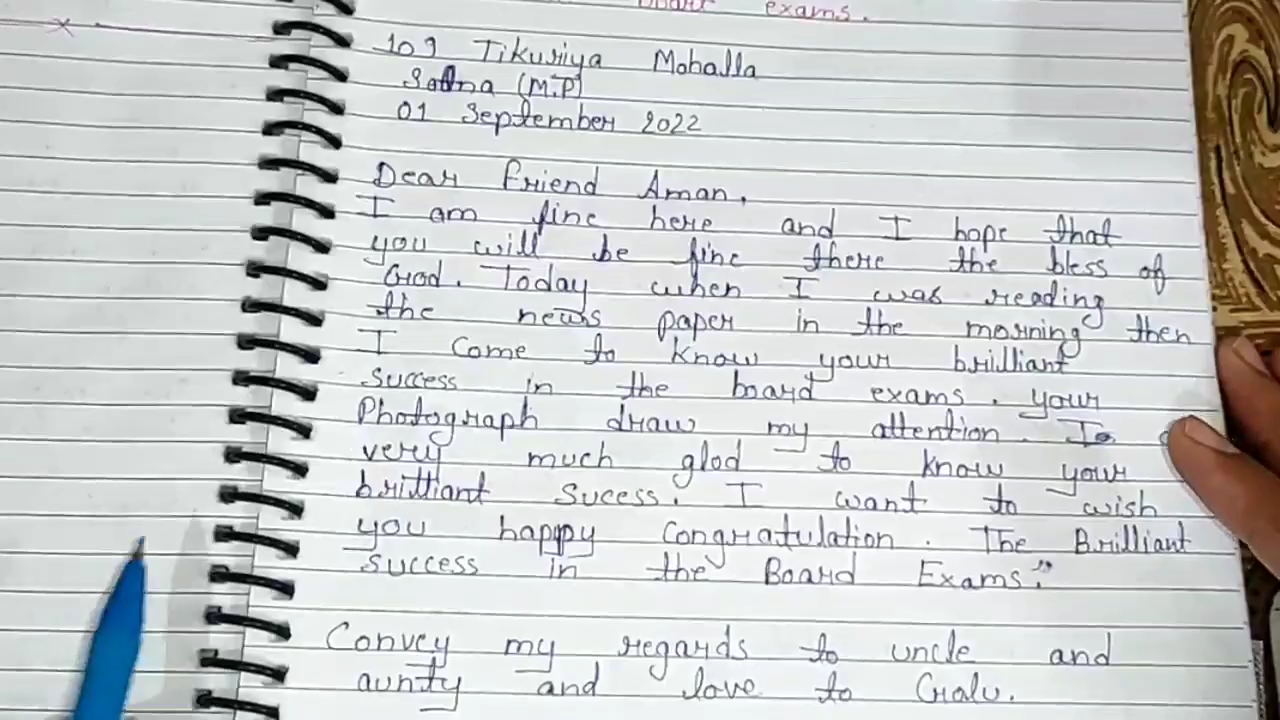 exams.
109 Tikuriya Mohalla
Satna (M.P)
01 September 2022
Dear friend Aman,
I am fine here and I hope that
you will be fine there the bless of
God. Today when I was reading
the news paper in the morning then
I come to know your brilliant
success in the board exams. your
Photograph draw my attention. I
very much glod to know your
brilliant sucess. I want to wish
you happy Congratulation. The Brilliant
success in the Board Exams."
Convey my regards to uncle and
aunty and love to Golu.